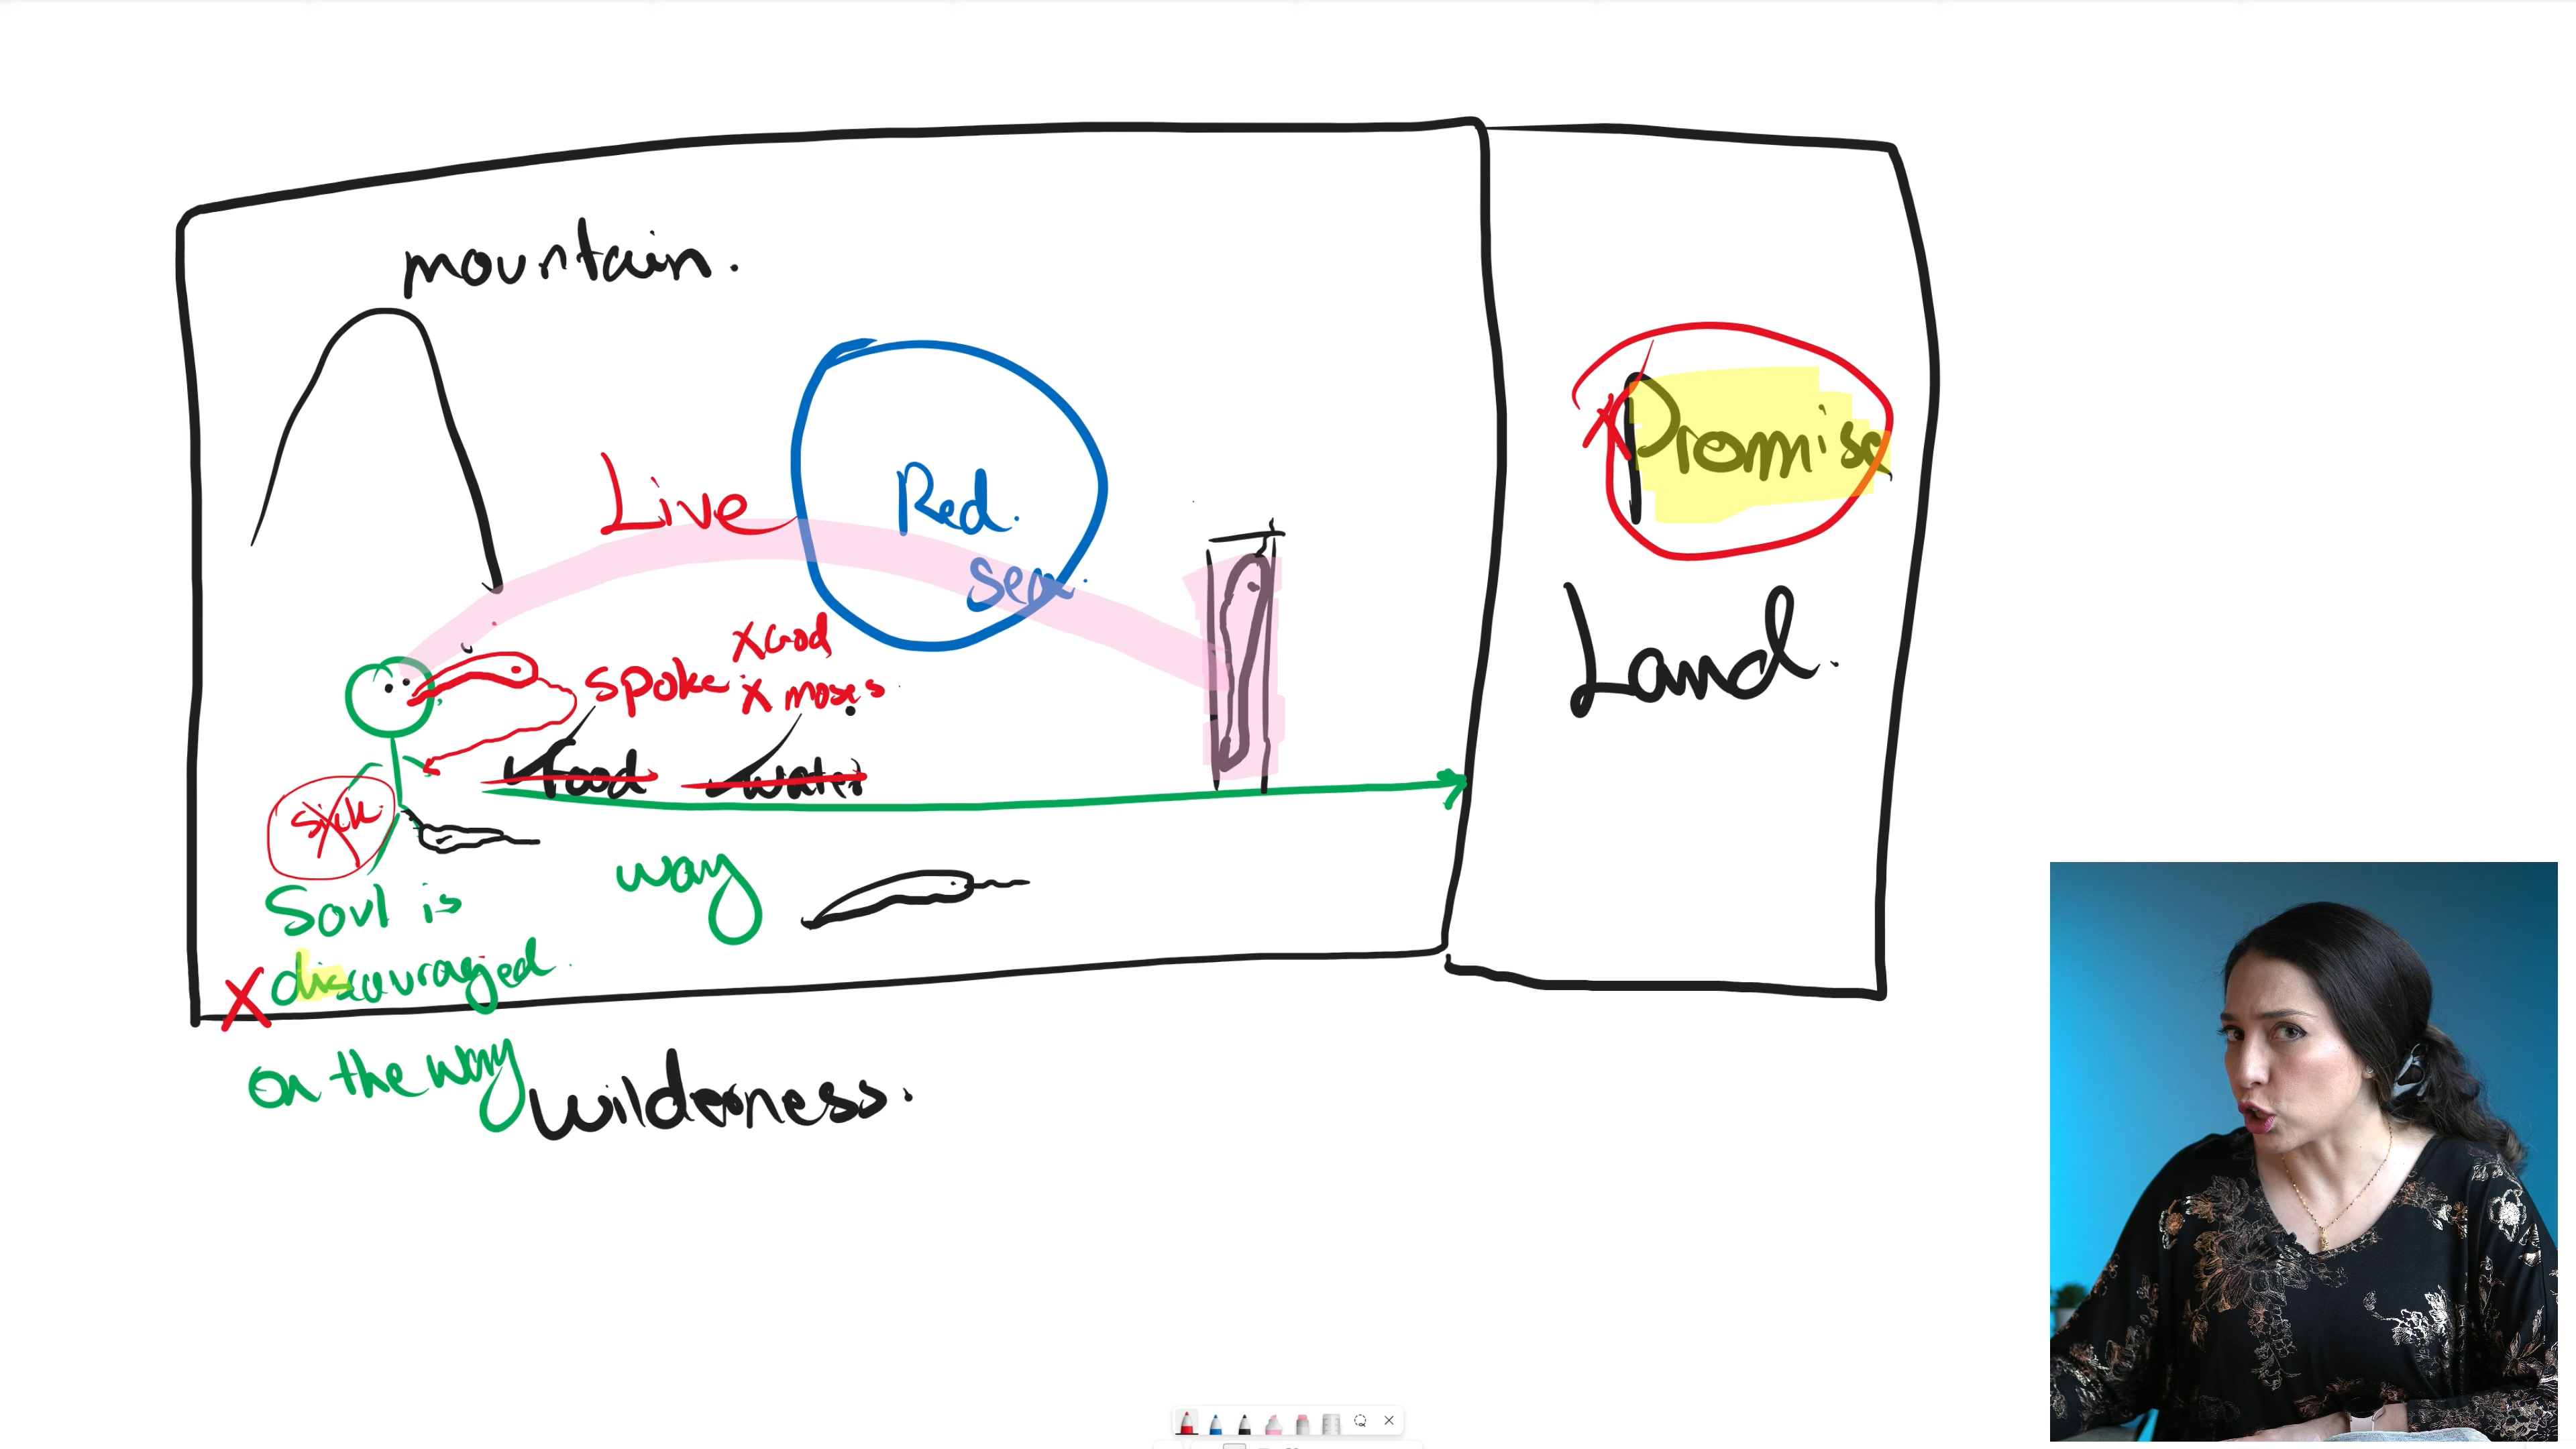 mountain.
Live
Red.
sea.
Promise
Land.
x God
spoke x moses
food water
sick
way
Soul is
x discouraged.
on the way
wilderness.